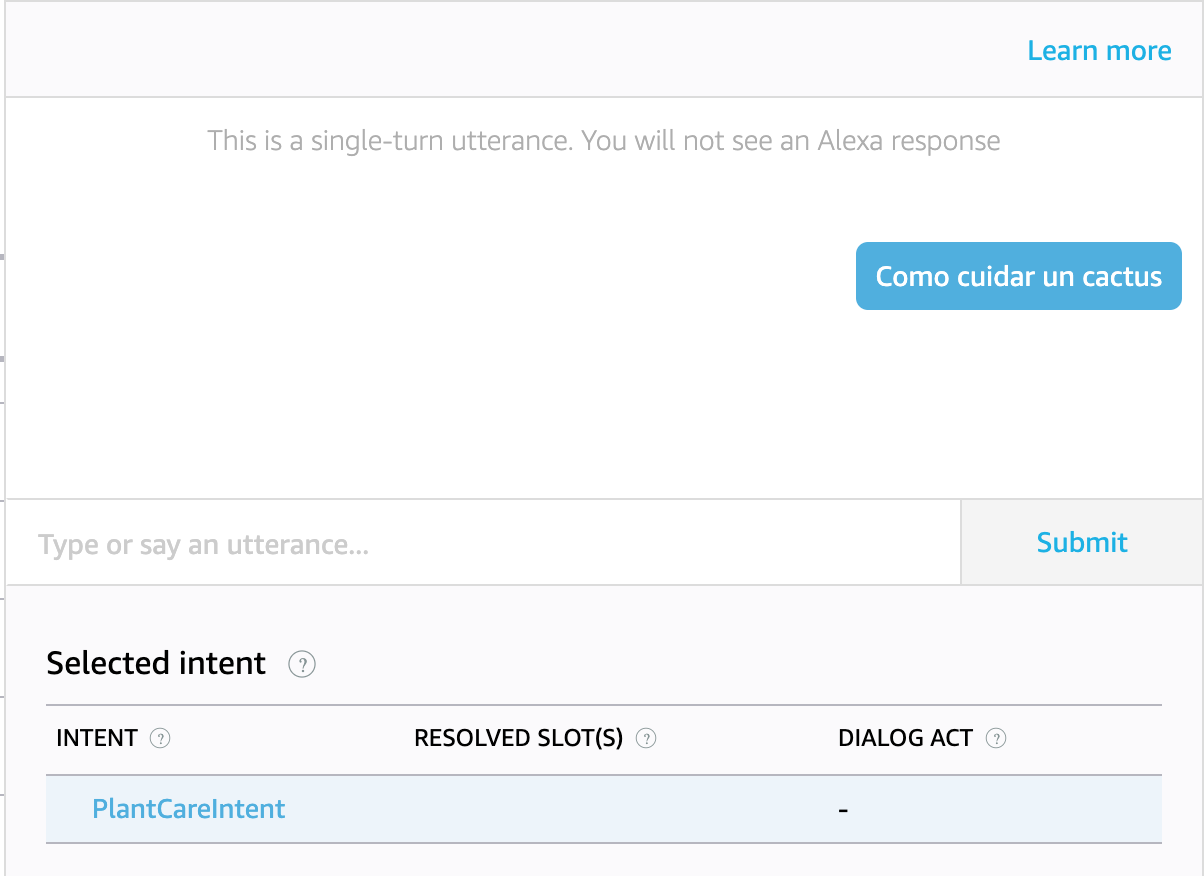 Learn more
This is a single-turn utterance. You will not see an Alexa response
Como cuidar un cactus
Type or say an utterance...
Submit
Selected intent ?
INTENT ? RESOLVED SLOT(S) ? DIALOG ACT ?
PlantCareIntent -